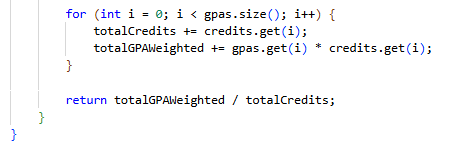 for (int i = 0; i < gpas.size(); i++) {
totalCredits += credits.get(i);
totalGPAWeighted += gpas.get(i) * credits.get(i);
}
return totalGPAWeighted / totalCredits;
}
}